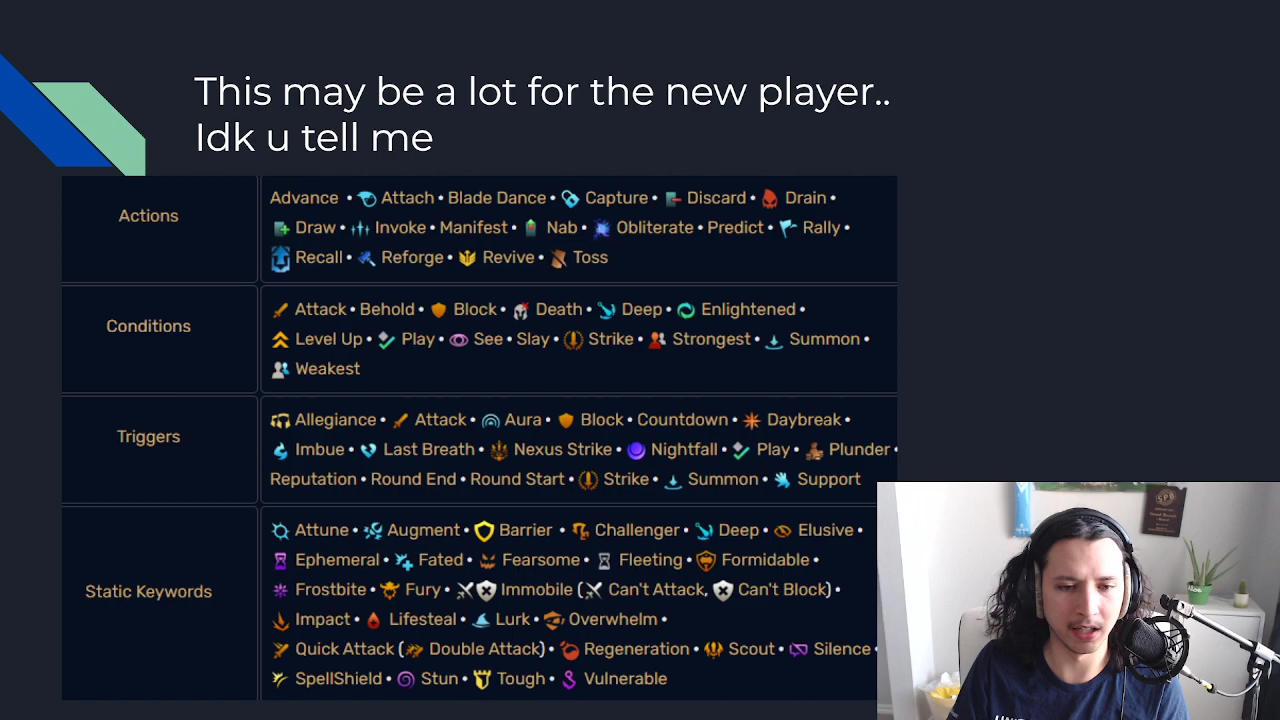 This may be a lot for the new player..
Idk u tell me
Actions
Advance • Attach • Blade Dance • Capture • Discard • Drain •
Draw • Invoke • Manifest • Nab • Obliterate • Predict • Rally •
Recall • Reforge • Revive • Toss
Conditions
Attack • Behold • Block • Death • Deep • Enlightened •
Level Up • Play • See • Slay • Strike • Strongest • Summon •
Weakest
Triggers
Allegiance • Attack • Aura • Block • Countdown • Daybreak •
Imbue • Last Breath • Nexus Strike • Nightfall • Play • Plunder •
Reputation • Round End • Round Start • Strike • Summon • Support
Static Keywords
Attune • Augment • Barrier • Challenger • Deep • Elusive •
Ephemeral • Fated • Fearsome • Fleeting • Formidable •
Frostbite • Fury • Immobile (Can't Attack, Can't Block) •
Impact • Lifesteal • Lurk • Overwhelm •
Quick Attack (Double Attack) • Regeneration • Scout • Silence •
SpellShield • Stun • Tough • Vulnerable